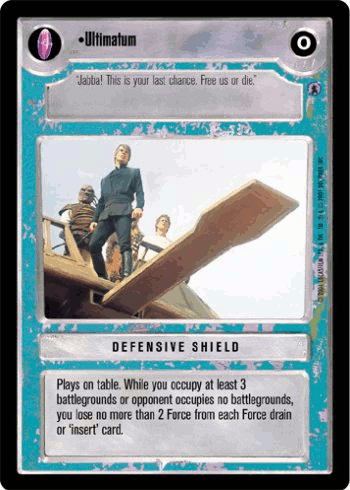 •Ultimatum
O
"Jabba! This is your last chance. Free us or die."
DEFENSIVE SHIELD
Plays on table. While you occupy at least 3
battlegrounds or opponent occupies no battlegrounds,
you lose no more than 2 Force from each Force drain
or 'insert' card.